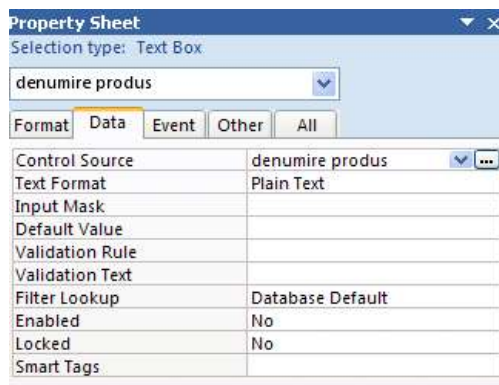 Property Sheet
Selection type: Text Box
denumire produs
Format Data Event Other All
Control Source denumire produs ...
Text Format Plain Text
Input Mask
Default Value
Validation Rule
Validation Text
Filter Lookup Database Default
Enabled No
Locked No
Smart Tags